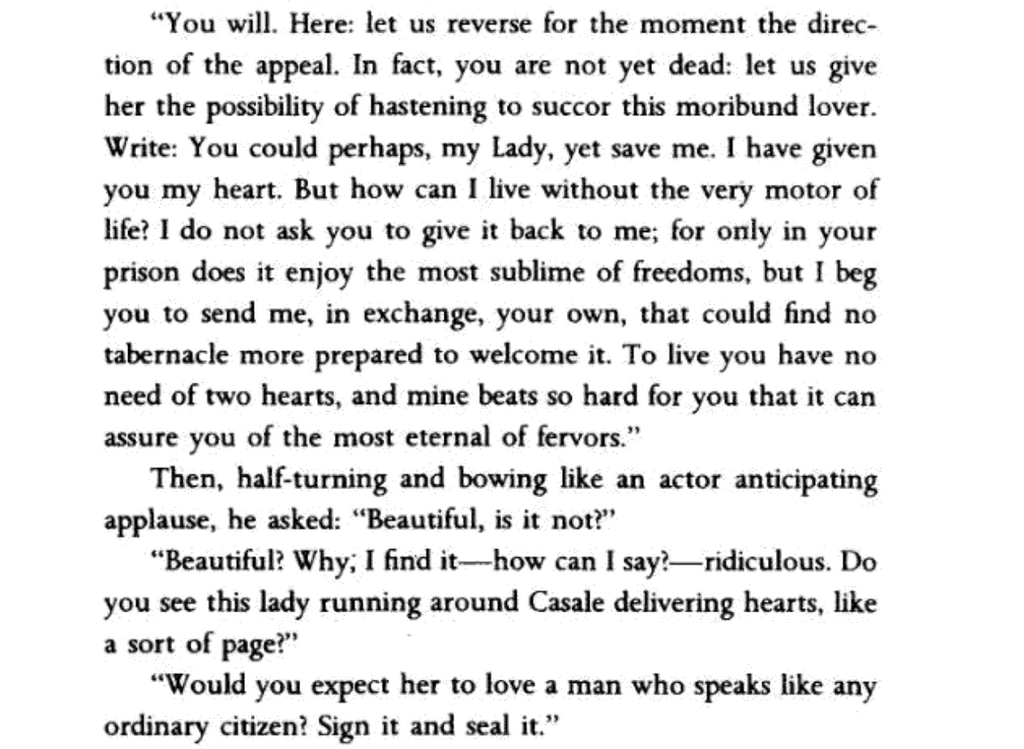 “You will. Here: let us reverse for the moment the direc-
tion of the appeal. In fact, you are not yet dead: let us give
her the possibility of hastening to succor this moribund lover.
Write: You could perhaps, my Lady, yet save me. I have given
you my heart. But how can I live without the very motor of
life? I do not ask you to give it back to me; for only in your
prison does it enjoy the most sublime of freedoms, but I beg
you to send me, in exchange, your own, that could find no
tabernacle more prepared to welcome it. To live you have no
need of two hearts, and mine beats so hard for you that it can
assure you of the most eternal of fervors.”
Then, half-turning and bowing like an actor anticipating
applause, he asked: “Beautiful, is it not?”
“Beautiful? Why, I find it—how can I say?—ridiculous. Do
you see this lady running around Casale delivering hearts, like
a sort of page?”
“Would you expect her to love a man who speaks like any
ordinary citizen? Sign it and seal it.”